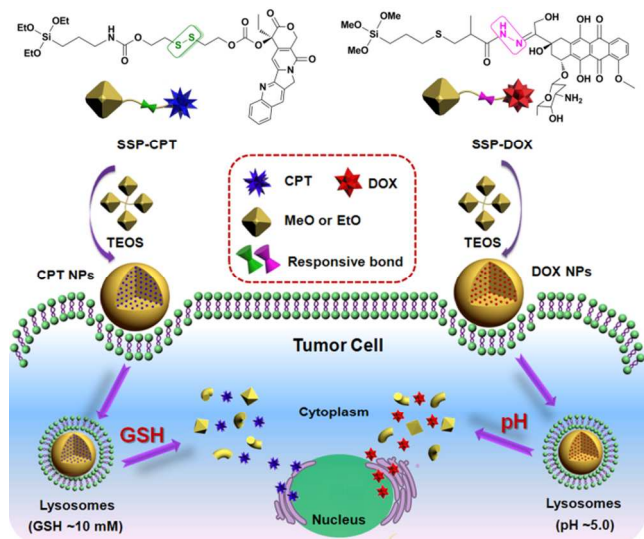 OEt
EtO
Si
EtO
H
N
O
O
S
S
O
O
O
O
O
N
N
O
OMe
MeO
Si
MeO
S
O
H
N
N
HO
OH
O
OH
HO
O
OH
O
O
O
NH2
OH
SSP-CPT
SSP-DOX
CPT
DOX
MeO or EtO
Responsive bond
TEOS
TEOS
CPT NPs
DOX NPs
Tumor Cell
Cytoplasm
GSH
pH
Lysosomes
(GSH ~10 mM)
Nucleus
Lysosomes
(pH ~5.0)